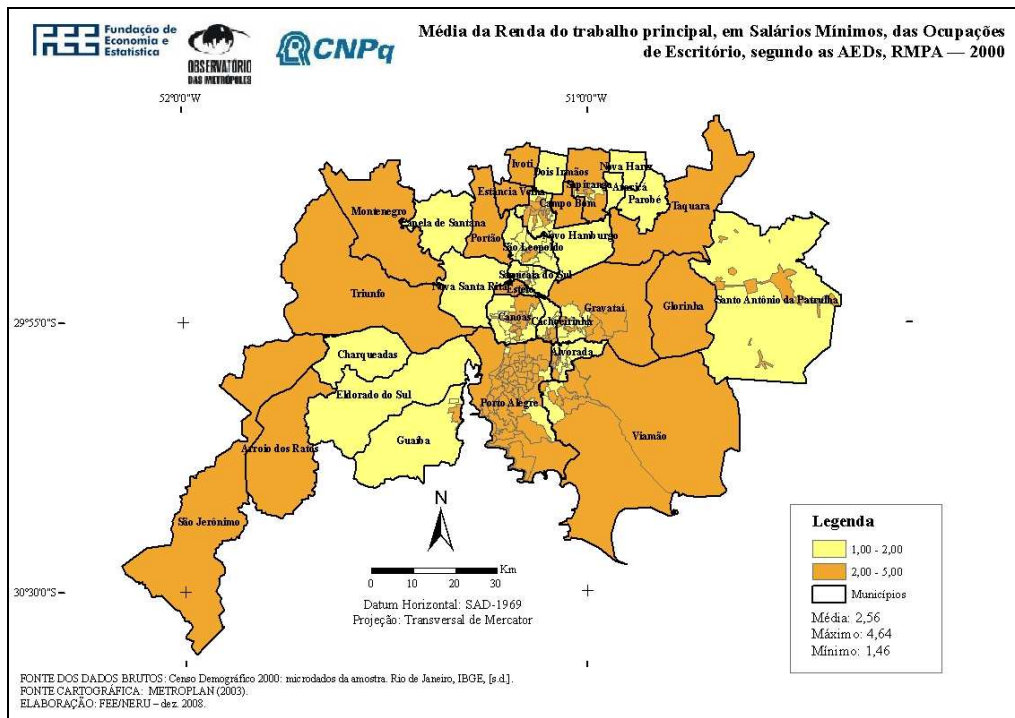 FEE Fundação de
Economia e
Estatística
OBSERVATÓRIO
DAS METRÓPOLES
CNPq
Média da Renda do trabalho principal, em Salários Mínimos, das Ocupações
de Escritório, segundo as AEDs, RMPA — 2000
52°0'0"W
51°0'0"W
Ivoti
Dois Irmãos
Nova Hartz
Sapiranga
Araricá
Parobé
Estância Velha
Campo Bom
Taquara
Montenegro
Capela de Santana
Portão
Novo Hamburgo
São Leopoldo
Sapucaia do Sul
Nova Santa Rita
Esteio
Triunfo
Canoas
Cachoeirinha
Gravataí
Glorinha
Santo Antônio da Patrulha
29°55'0"S
Charqueadas
Alvorada
Eldorado do Sul
Porto Alegre
Viamão
Guaíba
Arroio dos Ratos
São Jerônimo
N
Km
0 10 20 30
30°30'0"S
Datum Horizontal: SAD-1969
Projeção: Transversal de Mercator
Legenda
1,00 - 2,00
2,00 - 5,00
Municípios
Média: 2,56
Máximo: 4,64
Mínimo: 1,46
FONTE DOS DADOS BRUTOS: Censo Demográfico 2000: microdados da amostra. Rio de Janeiro, IBGE, [s.d.].
FONTE CARTOGRÁFICA: METROPLAN (2003).
ELABORAÇÃO: FEE/NERU – dez. 2008.